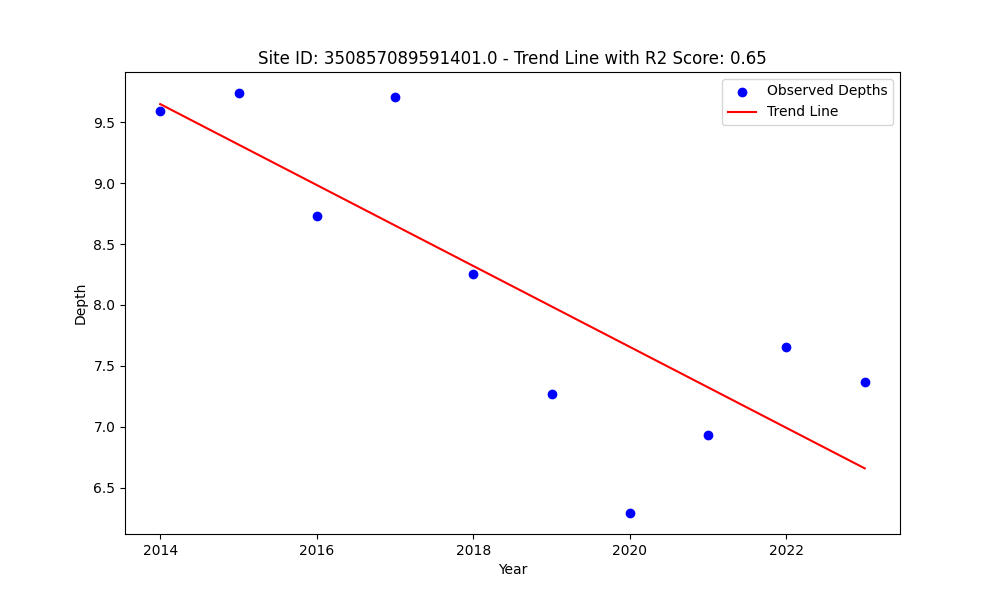 Site ID: 350857089591401.0 - Trend Line with R2 Score: 0.65
Observed Depths
Trend Line
9.5
9.0
8.5
8.0
7.5
7.0
6.5
Depth
2014
2016
2018
2020
2022
Year